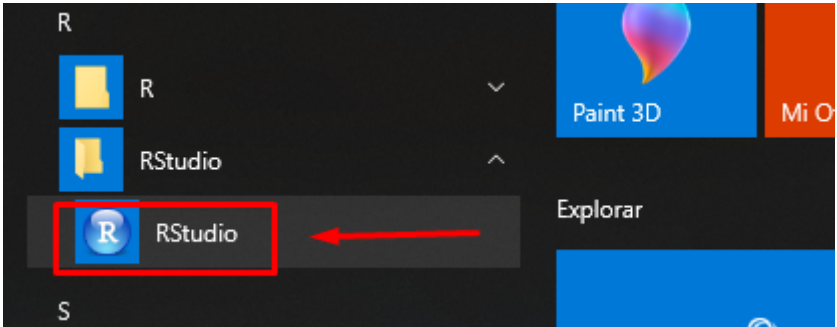 R
R
RStudio
R RStudio
S
Paint 3D
Mi O
Explorar